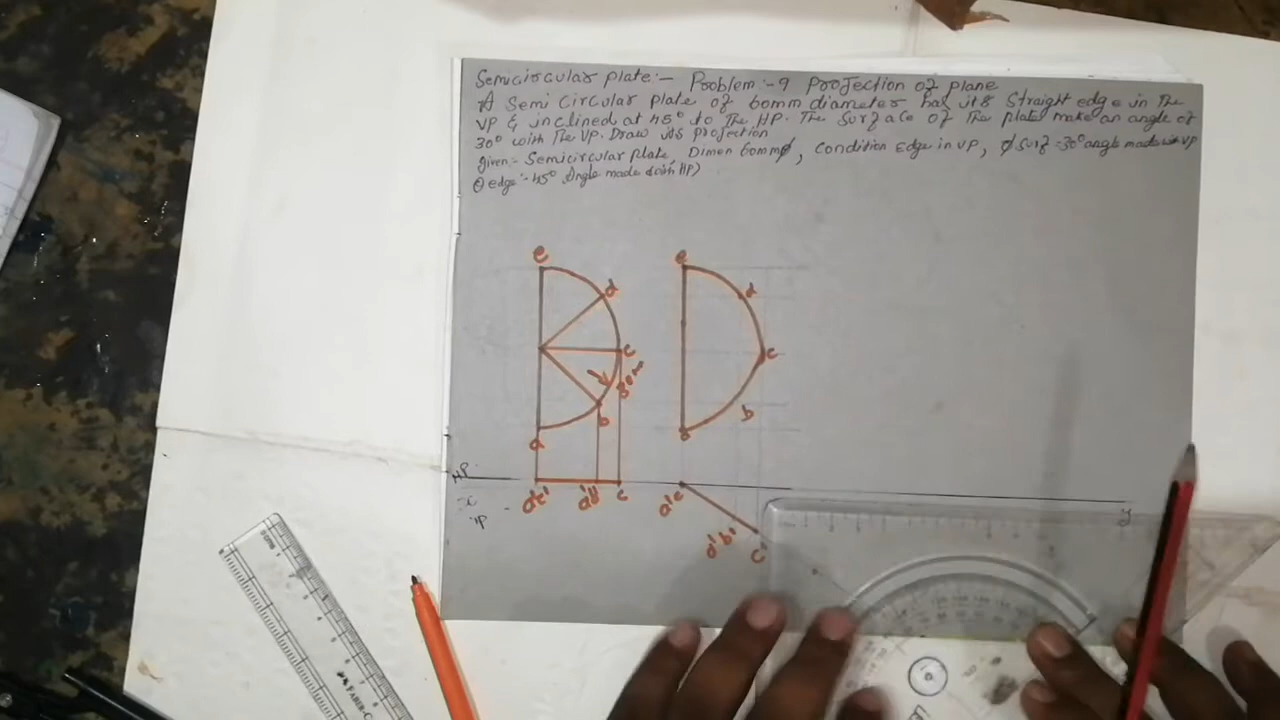 Semicircular plate:- Problem:-9 Projection of plane
A Semi Circular plate of 60mm diameter has its Straight edge in the
VP & inclined at 45° to The HP. The Surface of The plate make an angle of
30° with The VP. Draw its projection
given:- Semicircular plate, Dimen 60mmϕ, Condition Edge in VP, ϕ Surf = 30° angle made with VP
θ edge:- 45° Angle made with HP)
e
e
d
d
c
c
30
b
b
a
a
HP
x
VP
a'e'
c
a'e'
a'b'
c'
y